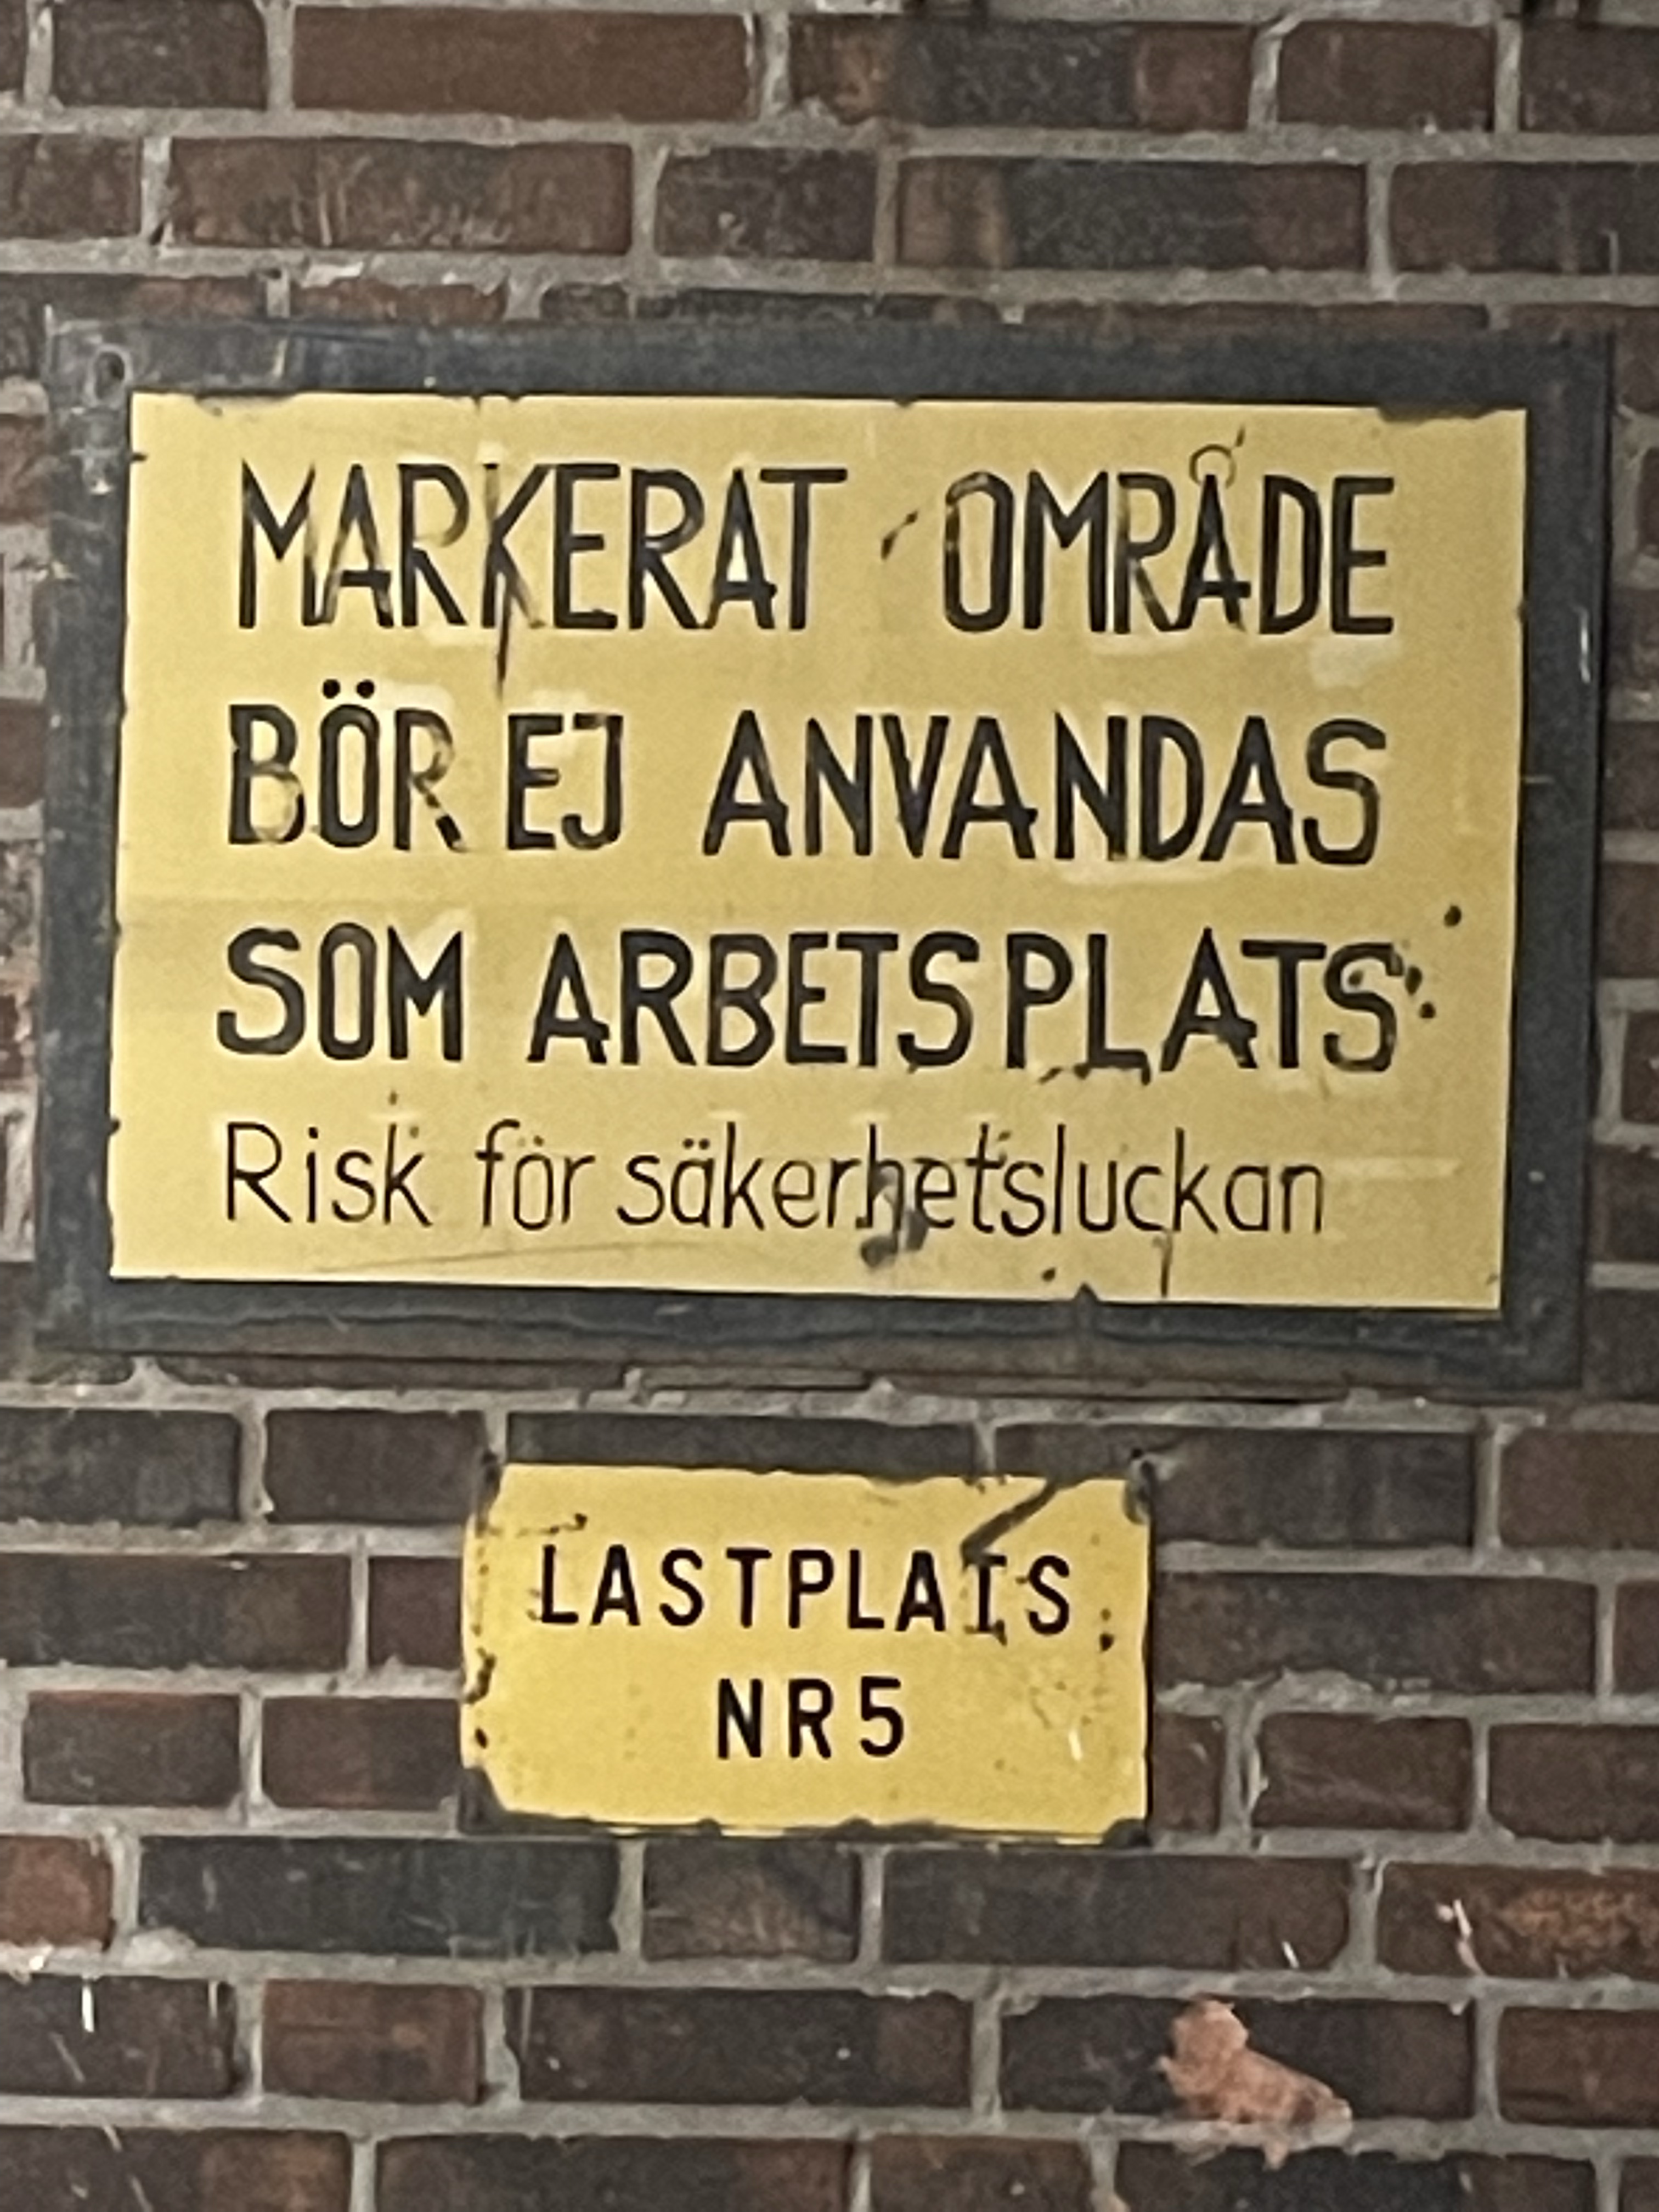 MARKERAT OMRÅDE
BÖR EJ ANVANDAS
SOM ARBETSPLATS
Risk för säkerhetsluckan
LASTPLATS
NR5